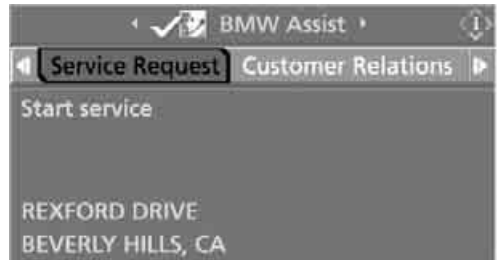 BMW Assist
Service Request Customer Relations
Start service
REXFORD DRIVE
BEVERLY HILLS, CA